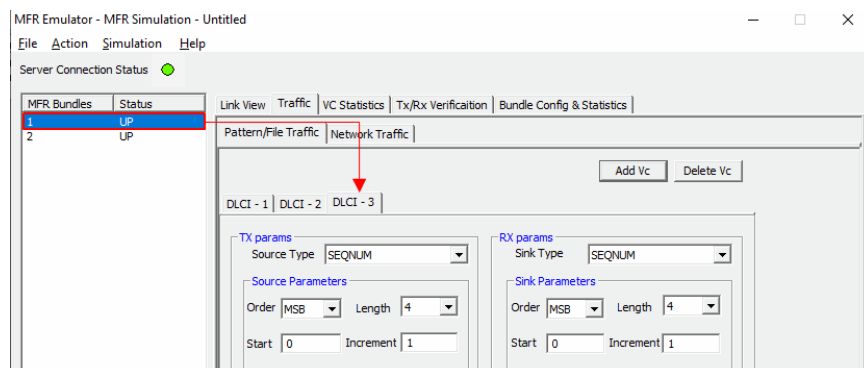 MFR Emulator - MFR Simulation - Untitled
File Action Simulation Help
Server Connection Status
MFR Bundles Status
1 UP
2 UP
Link View Traffic VC Statistics Tx/Rx Verificaition Bundle Config & Statistics
Pattern/File Traffic Network Traffic
Add Vc Delete Vc
DLCI - 1 DLCI - 2 DLCI - 3
TX params
Source Type SEQNUM
Source Parameters
Order MSB Length 4
Start 0 Increment 1
RX params
Sink Type SEQNUM
Sink Parameters
Order MSB Length 4
Start 0 Increment 1